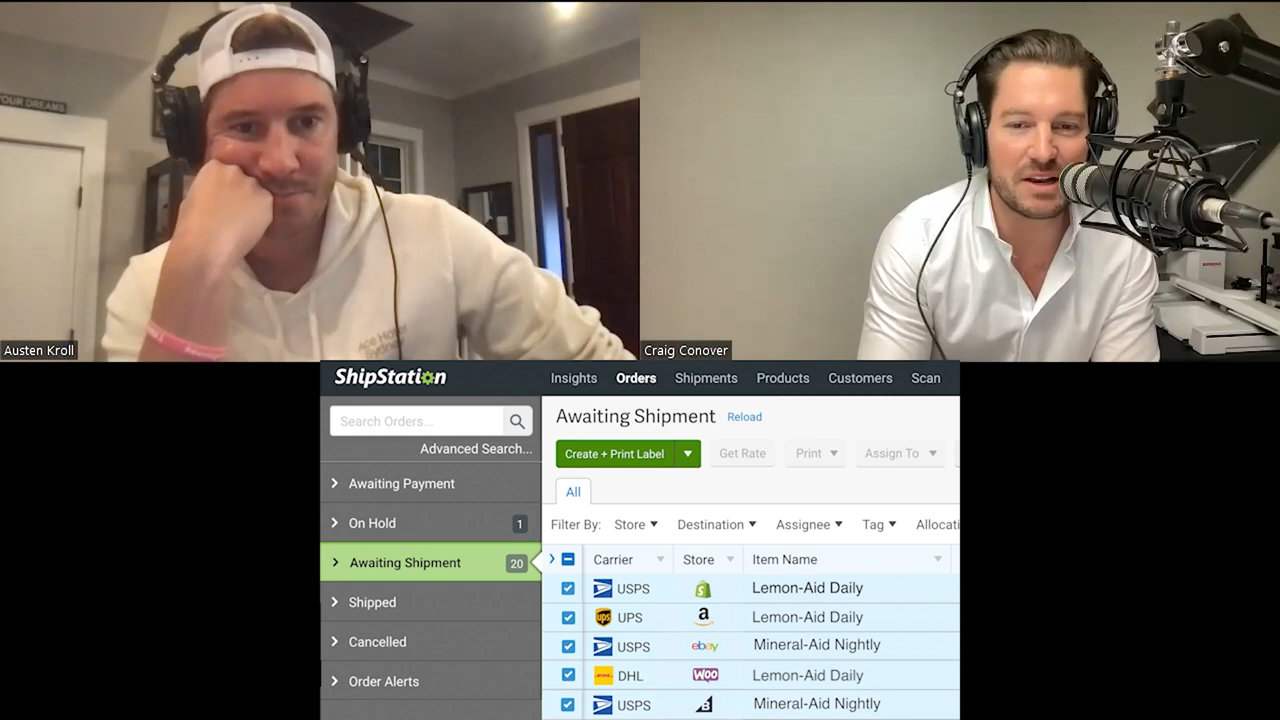 YOUR DREAMS
Austen Kroll
Craig Conover
ShipStation
Insights Orders Shipments Products Customers Scan
Search Orders...
Advanced Search...
Awaiting Payment
On Hold 1
Awaiting Shipment 20
Shipped
Cancelled
Order Alerts
Awaiting Shipment Reload
Create + Print Label Get Rate Print Assign To
All
Filter By: Store Destination Assignee Tag
Carrier Store Item Name
USPS Lemon-Aid Daily
ups UPS a Lemon-Aid Daily
USPS ebay Mineral-Aid Nightly
DHL WOO Lemon-Aid Daily
USPS B Mineral-Aid Nightly